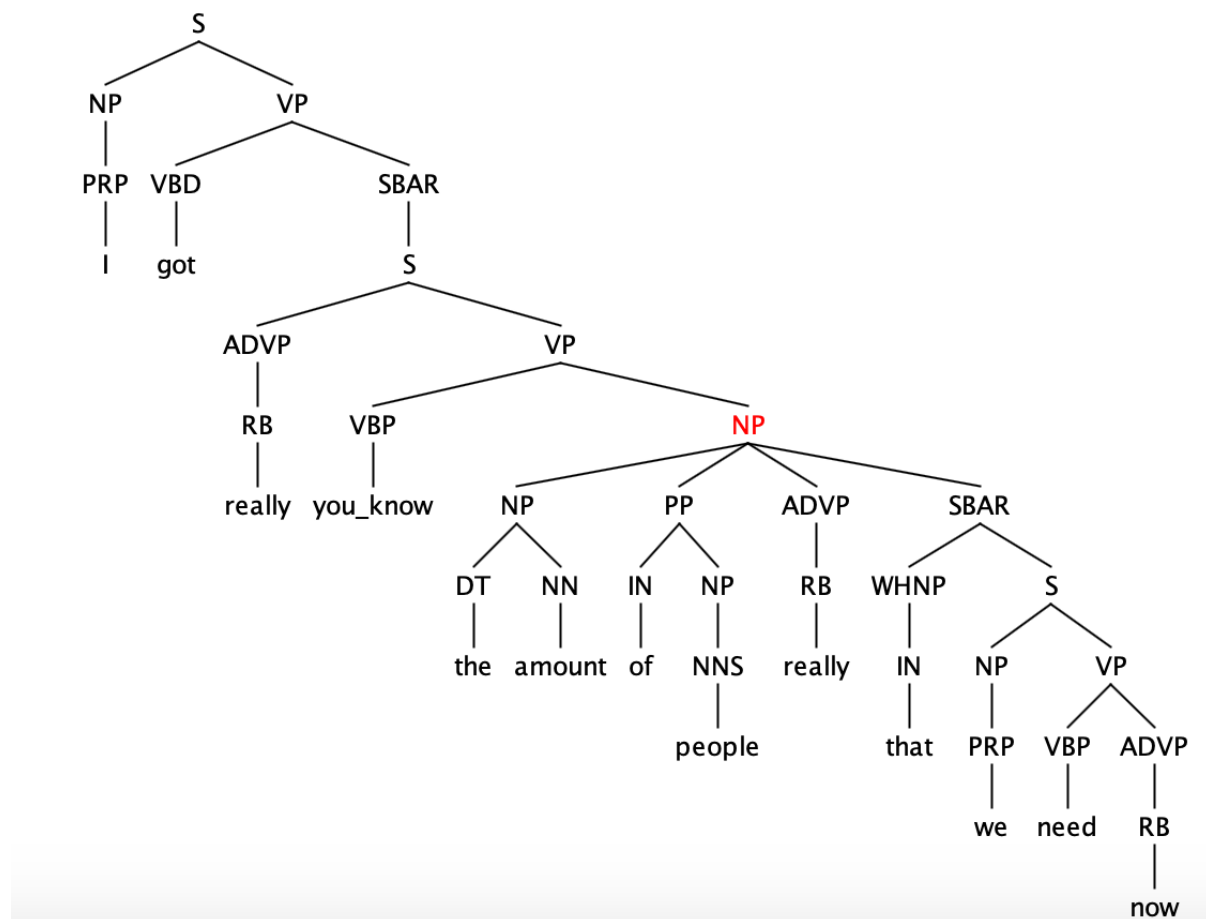 S
NP VP
PRP VBD SBAR
I got S
ADVP VP
RB VBP NP
really you_know NP PP ADVP SBAR
DT NN IN NP RB WHNP S
the amount of NNS really IN NP VP
people that PRP VBP ADVP
we need RB
now